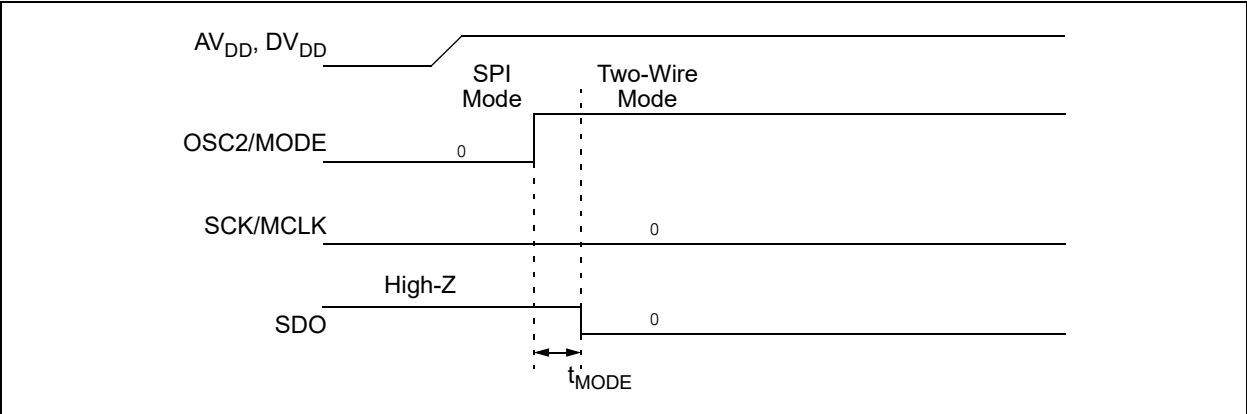 AVDD, DVDD
SPI
Mode
Two-Wire
Mode
OSC2/MODE
0
SCK/MCLK
0
High-Z
SDO
0
tMODE